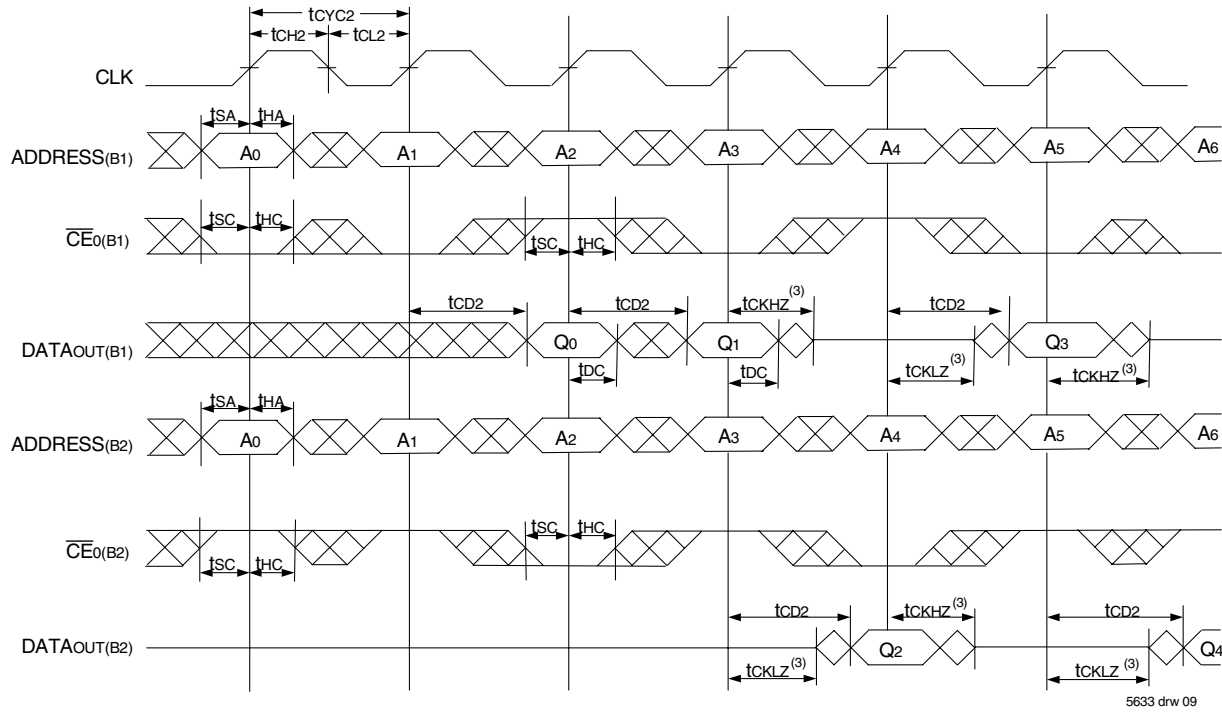 tCYC2
tCH2 tCL2
CLK
tSA tHA
ADDRESS(B1) A0 A1 A2 A3 A4 A5 A6
tSC tHC
CE0(B1)
tSC tHC
tCD2 tCD2 tCKHZ(3) tCD2
DATAOUT(B1) Q0 Q1 Q3
tDC tDC tCKLZ(3) tCKHZ(3)
tSA tHA
ADDRESS(B2) A0 A1 A2 A3 A4 A5 A6
tSC tHC
CE0(B2)
tSC tHC
tCD2 tCKHZ(3) tCD2
DATAOUT(B2) Q2 Q4
tCKLZ(3) tCKLZ(3)
5633 drw 09